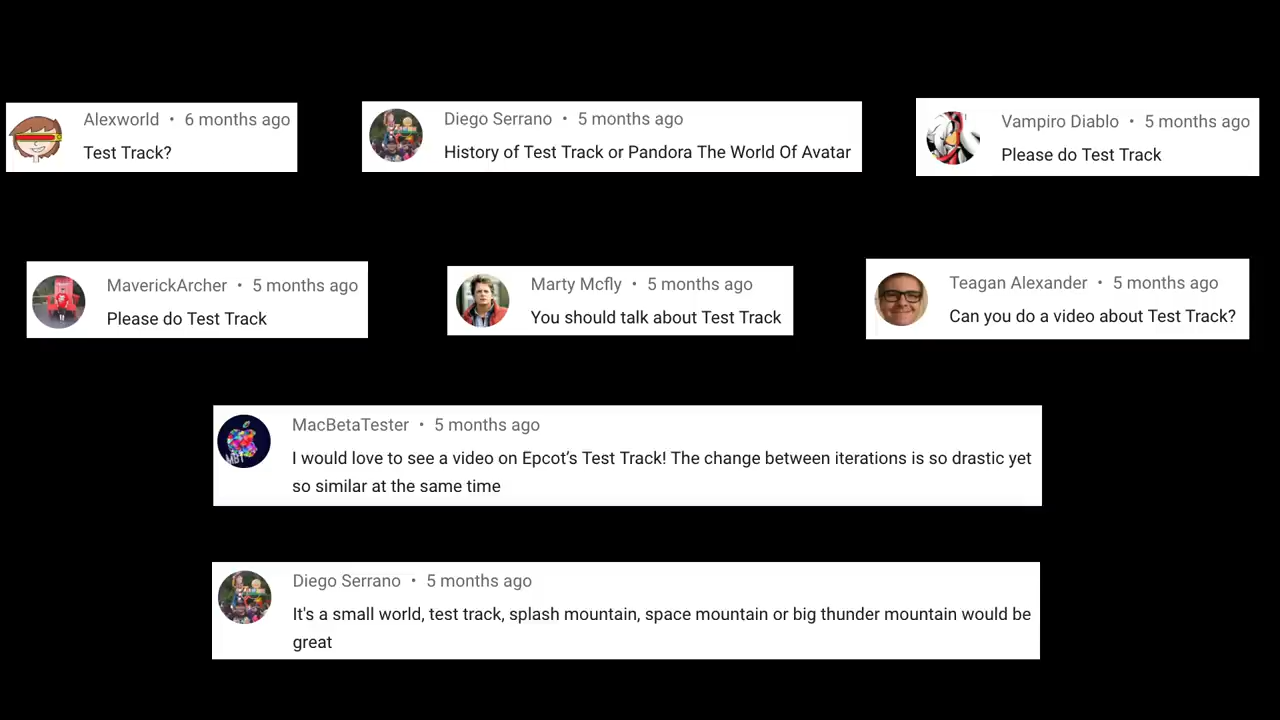 Alexworld • 6 months ago
Test Track?
Diego Serrano • 5 months ago
History of Test Track or Pandora The World Of Avatar
Vampiro Diablo • 5 months ago
Please do Test Track
MaverickArcher • 5 months ago
Please do Test Track
Marty Mcfly • 5 months ago
You should talk about Test Track
Teagan Alexander • 5 months ago
Can you do a video about Test Track?
MBT
MacBetaTester • 5 months ago
I would love to see a video on Epcot’s Test Track! The change between iterations is so drastic yet
so similar at the same time
Diego Serrano • 5 months ago
It's a small world, test track, splash mountain, space mountain or big thunder mountain would be
great